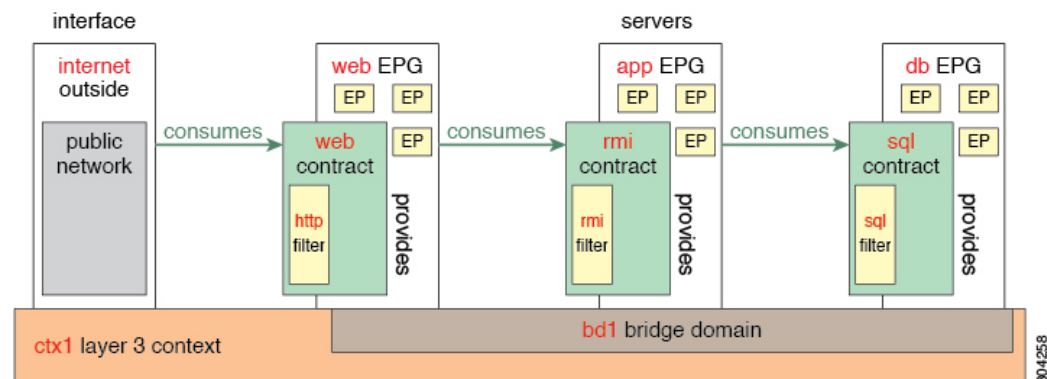 interface
servers
internet
outside
public
network
consumes
web EPG
EP EP
EP
web
contract
http
filter
provides
consumes
app EPG
EP EP
EP
rmi
contract
rmi
filter
provides
consumes
db EPG
EP EP
EP
sql
contract
sql
filter
provides
bd1 bridge domain
ctx1 layer 3 context
304258